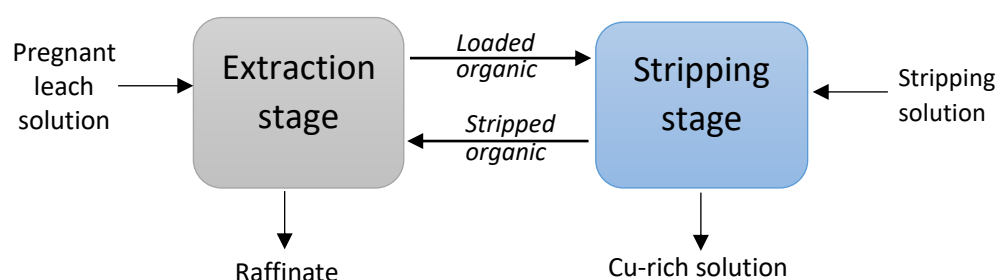 Pregnant
leach
solution
Extraction
stage
Loaded
organic
Stripped
organic
Stripping
stage
Stripping
solution
Raffinate
Cu-rich solution